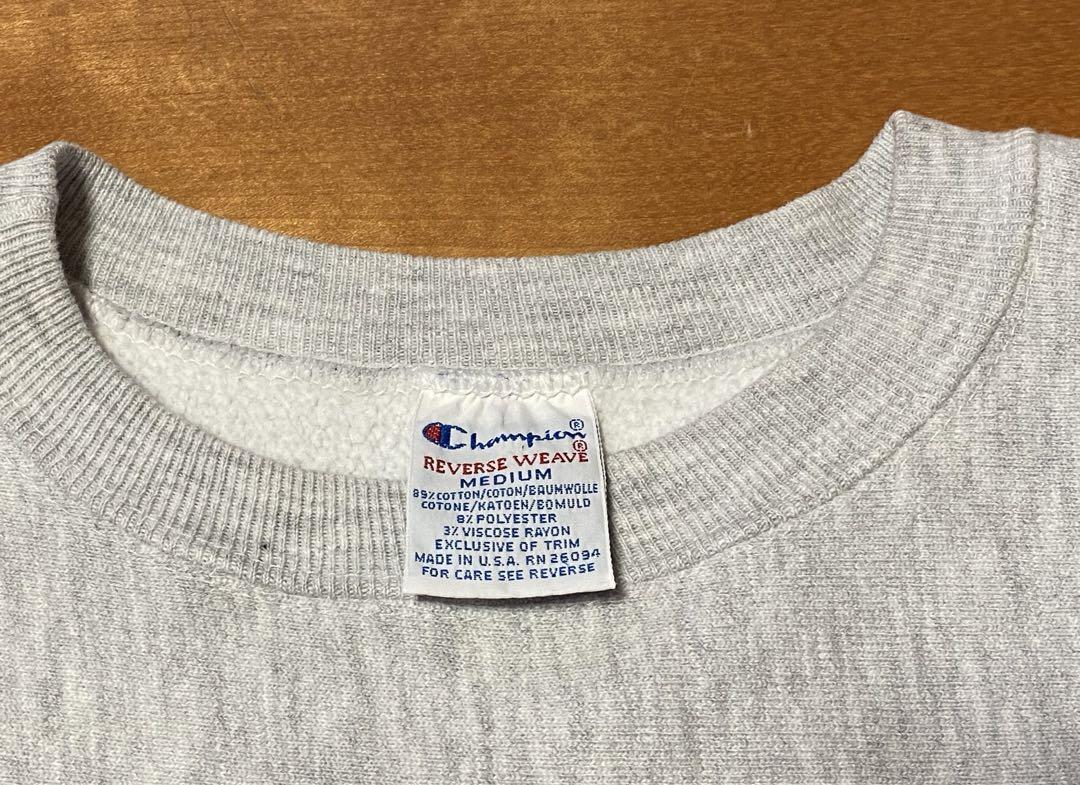 Champion®
REVERSE WEAVE®
MEDIUM
89% COTTON/COTON/BAUMWOLLE
COTONE/KATOEN/BOMULD
8% POLYESTER
3% VISCOSE RAYON
EXCLUSIVE OF TRIM
MADE IN U.S.A. RN 26094
FOR CARE SEE REVERSE